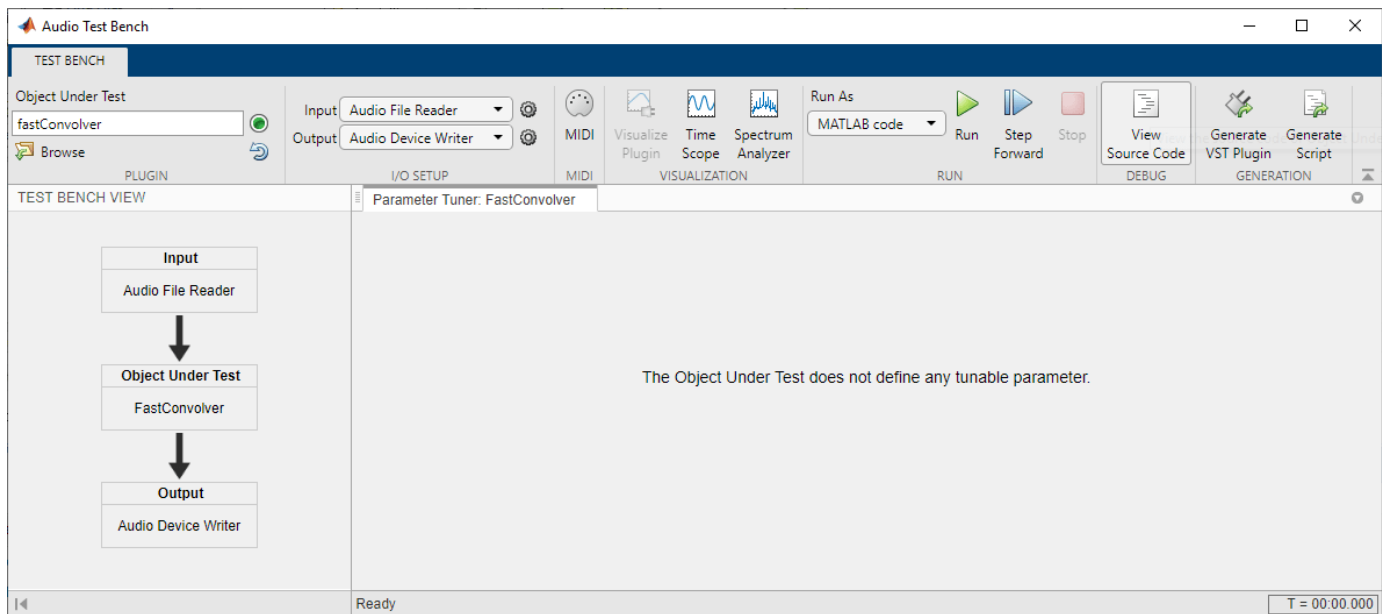 Audio Test Bench
TEST BENCH
Object Under Test
fastConvolver
Browse
PLUGIN
Input Audio File Reader
Output Audio Device Writer
I/O SETUP
MIDI
MIDI
Visualize Plugin
Time Scope
Spectrum Analyzer
VISUALIZATION
Run As
MATLAB code
Run
Step Forward
Stop
RUN
View Source Code
DEBUG
Generate VST Plugin
Generate Script
GENERATION
TEST BENCH VIEW
Parameter Tuner: FastConvolver
Input
Audio File Reader
Object Under Test
FastConvolver
Output
Audio Device Writer
The Object Under Test does not define any tunable parameter.
Ready
T = 00:00.000